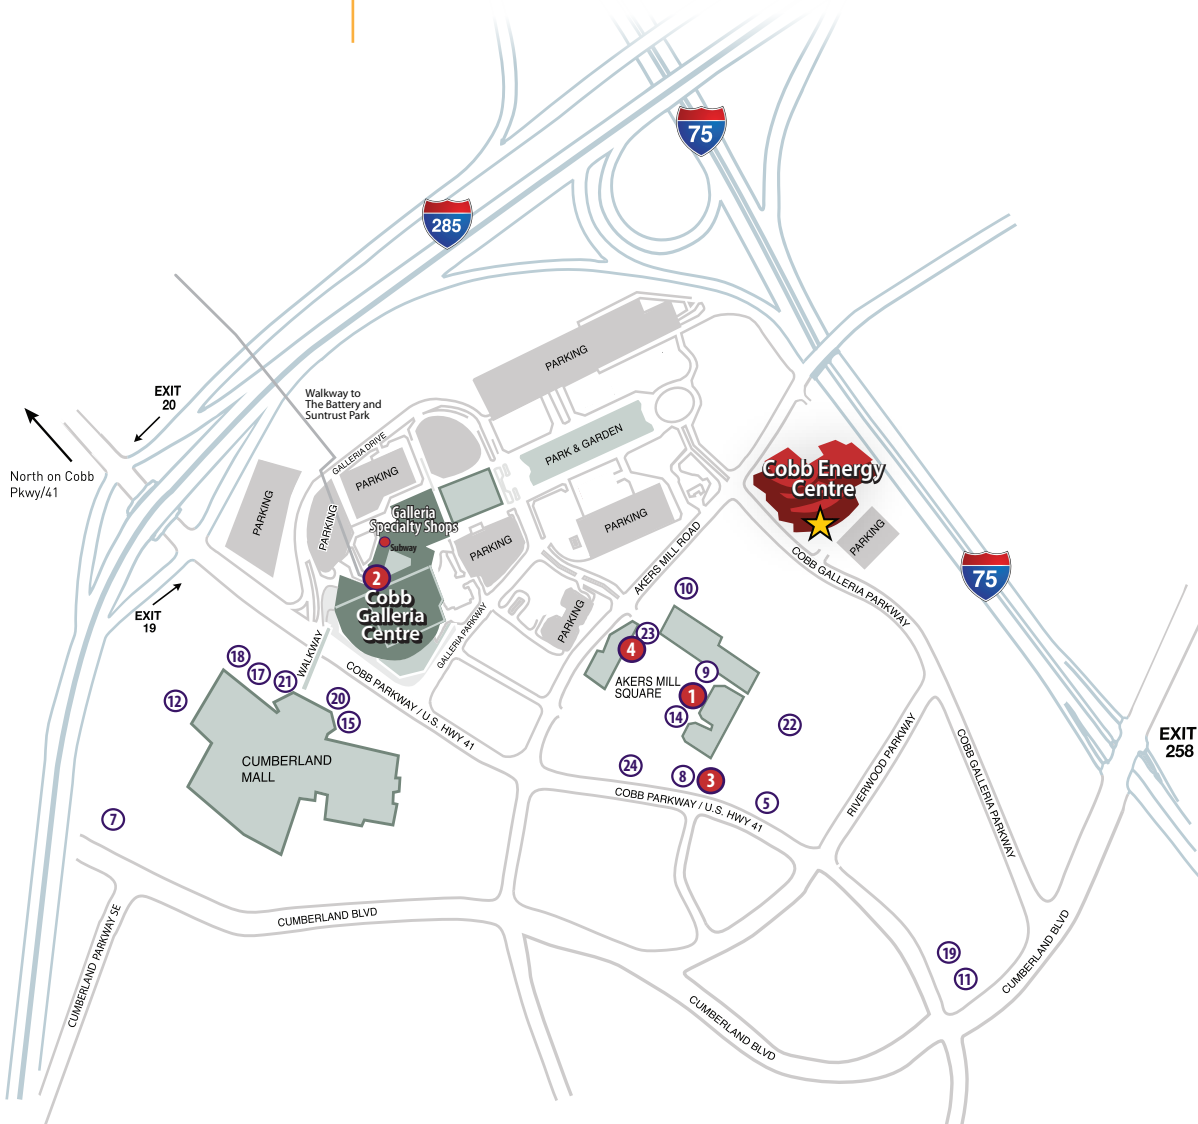 75
285
EXIT
20
Walkway to
The Battery and
Suntrust Park
North on Cobb
Pkwy/41
PARKING
GALLERIA DRIVE
PARKING
PARKING
PARKING
PARK & GARDEN
PARKING
PARKING
PARKING
PARKING
Galleria
Specialty Shops
Subway
2
Cobb
Galleria
Centre
Cobb Energy
Centre
PARKING
COBB GALLERIA PARKWAY
75
AKERS MILL ROAD
GALLERIA PARKWAY
EXIT
19
WALKWAY
COBB PARKWAY / U.S. HWY 41
10
23
4
9
AKERS MILL
SQUARE
1
14
22
18
17
21
12
20
15
CUMBERLAND
MALL
7
24
8
3
5
COBB PARKWAY / U.S. HWY 41
RIVERWOOD PARKWAY
COBB GALLERIA PARKWAY
EXIT
258
CUMBERLAND BLVD
CUMBERLAND PARKWAY SE
CUMBERLAND BLVD
19
11
CUMBERLAND BLVD